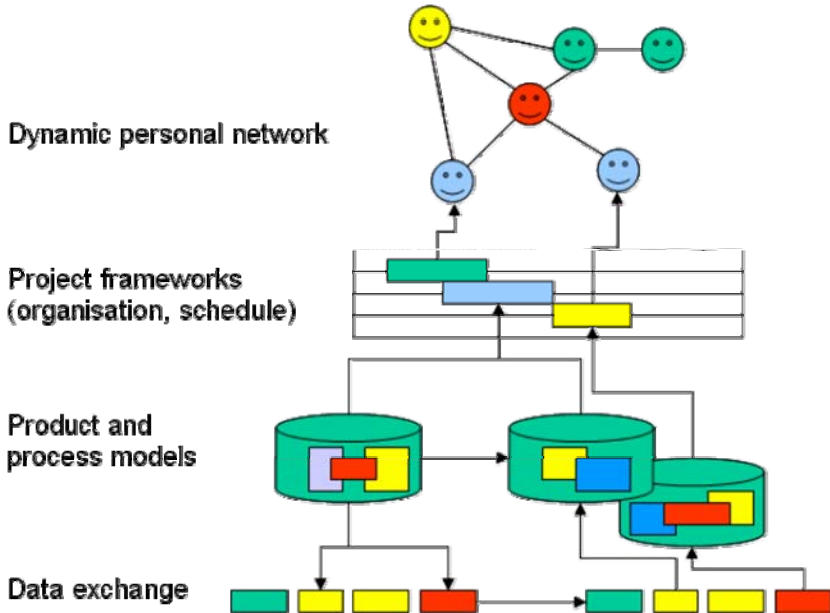 Dynamic personal network
Project frameworks
(organisation, schedule)
Product and
process models
Data exchange